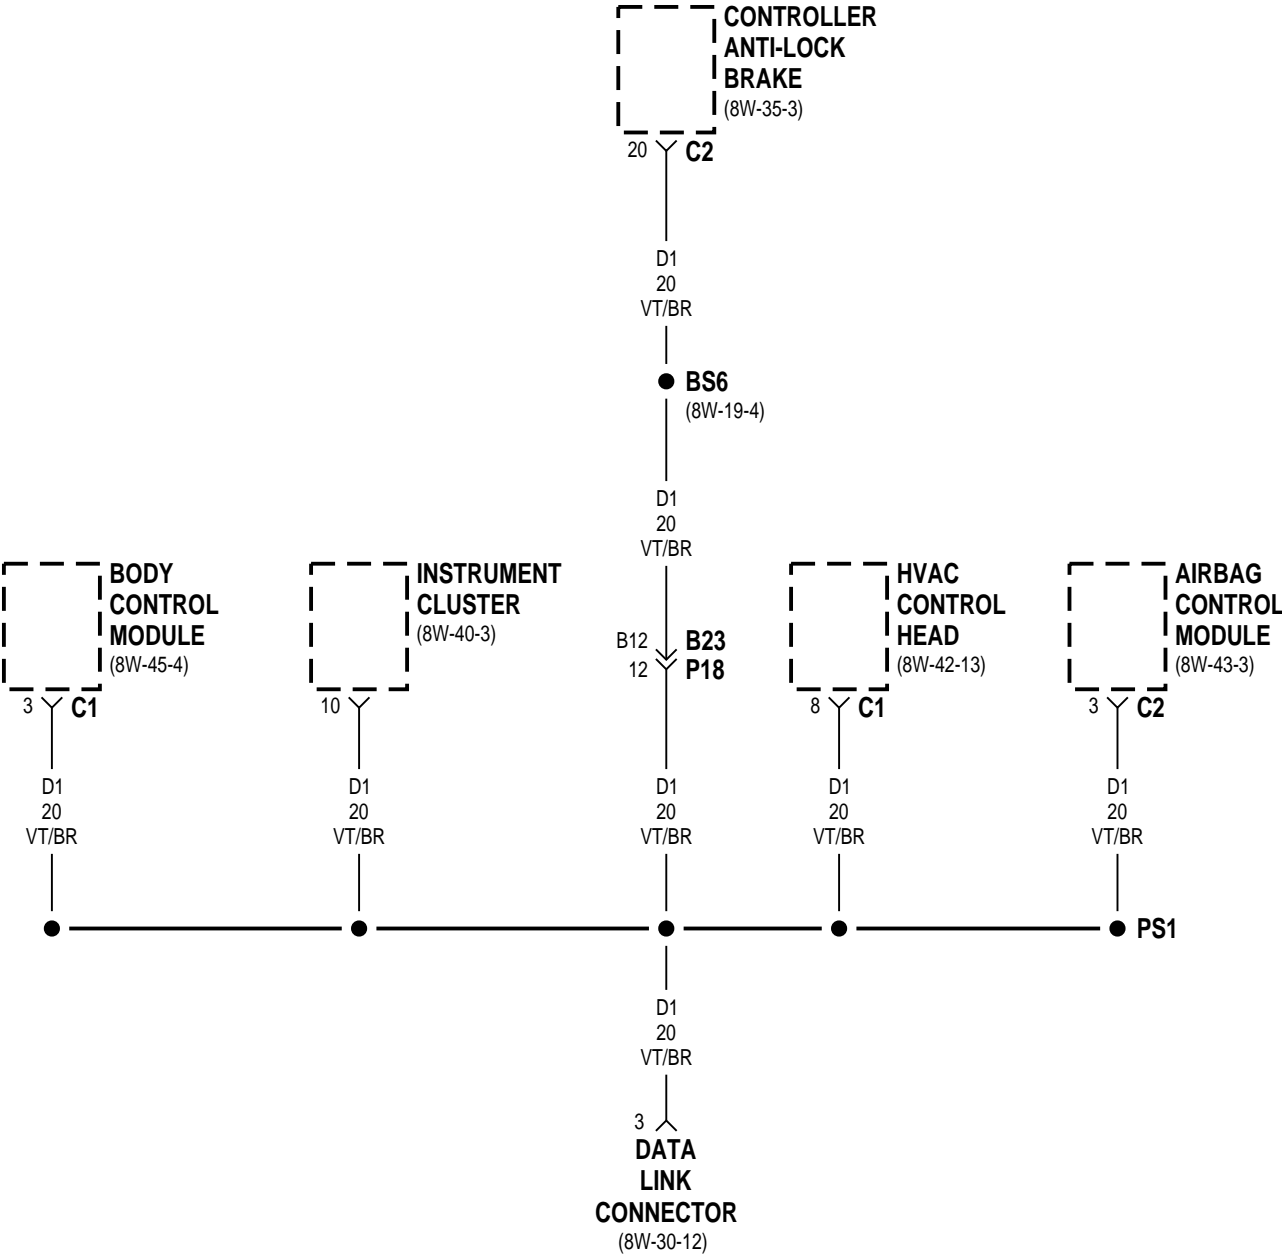 CONTROLLER
ANTI-LOCK
BRAKE
(8W-35-3)
20
C2
D1
20
VT/BR
BS6
(8W-19-4)
D1
20
VT/BR
B12
B23
12
P18
BODY
CONTROL
MODULE
(8W-45-4)
3
C1
INSTRUMENT
CLUSTER
(8W-40-3)
10
HVAC
CONTROL
HEAD
(8W-42-13)
8
C1
AIRBAG
CONTROL
MODULE
(8W-43-3)
3
C2
D1
20
VT/BR
D1
20
VT/BR
D1
20
VT/BR
D1
20
VT/BR
D1
20
VT/BR
PS1
D1
20
VT/BR
3
DATA
LINK
CONNECTOR
(8W-30-12)